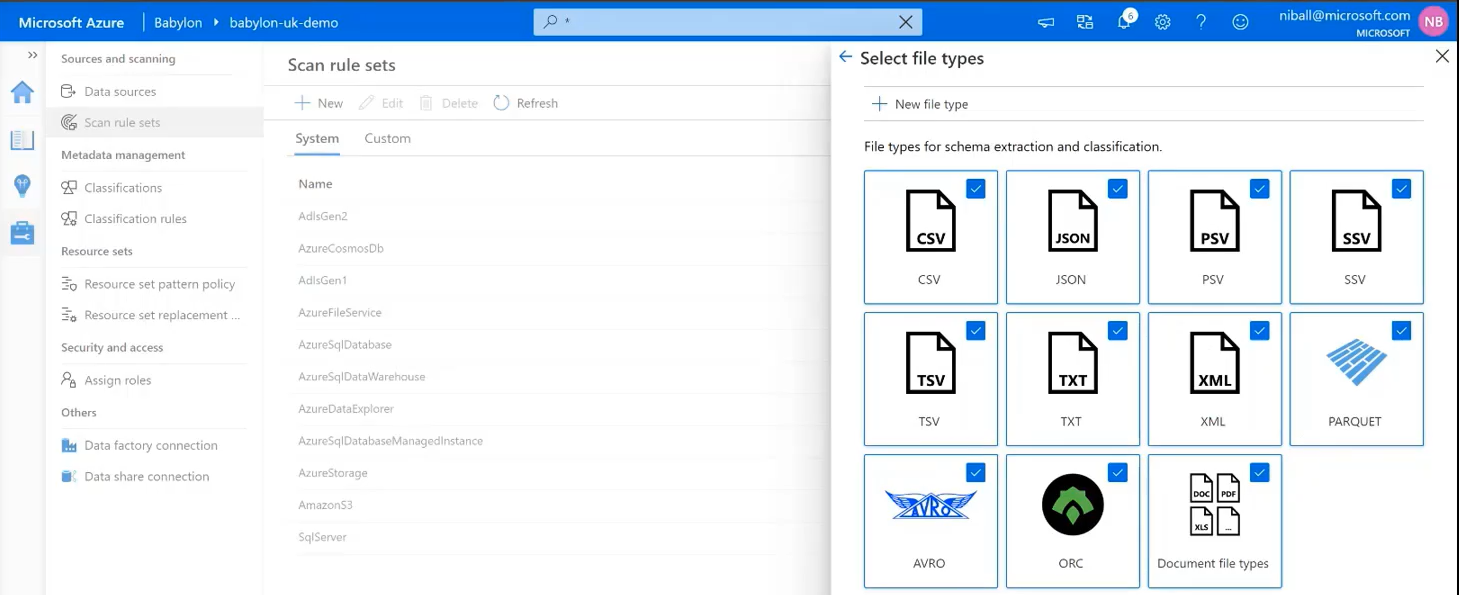 Microsoft Azure
Babylon
babylon-uk-demo
*
6
niball@microsoft.com
MICROSOFT
NB
Sources and scanning
Data sources
Scan rule sets
Metadata management
Classifications
Classification rules
Resource sets
Resource set pattern policy
Resource set replacement ...
Security and access
Assign roles
Others
Data factory connection
Data share connection
Scan rule sets
New Edit Delete Refresh
System Custom
Name
AdlsGen2
AzureCosmosDb
AdlsGen1
AzureFileService
AzureSqlDatabase
AzureSqlDataWarehouse
AzureDataExplorer
AzureSqlDatabaseManagedInstance
AzureStorage
AmazonS3
SqlServer
Select file types
New file type
File types for schema extraction and classification.
CSV JSON PSV SSV
CSV JSON PSV SSV
TSV TXT XML
TSV TXT XML PARQUET
AVRO DOC PDF
XLS ...
AVRO ORC Document file types